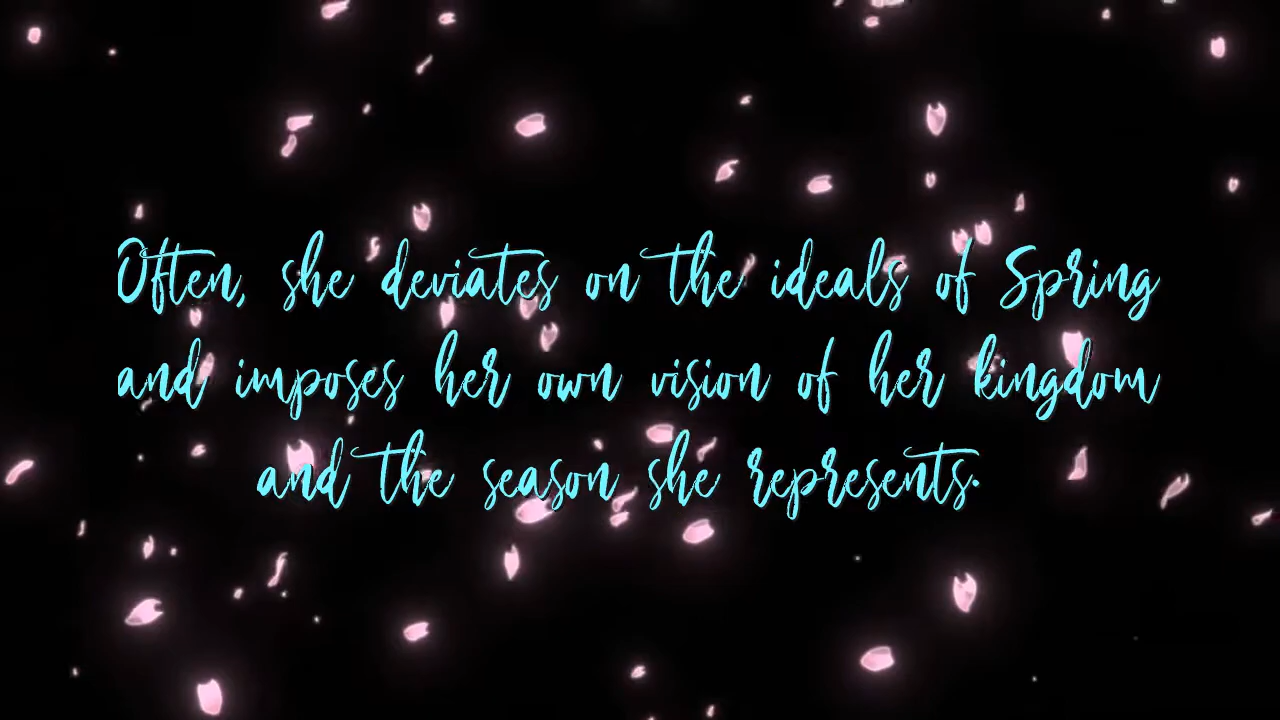 Often, she deviates on the ideals of Spring
and imposes her own vision of her kingdom
and the season she represents.